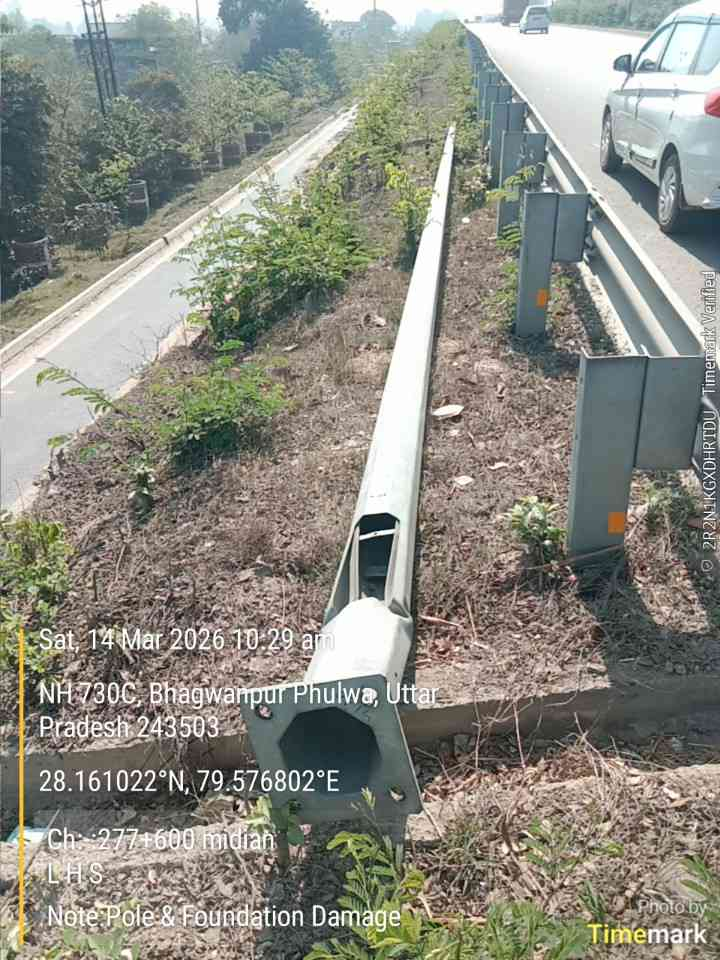 Sat, 14 Mar 2026 10:29 am
NH 730C, Bhagwanpur Phulwa, Uttar
Pradesh 243503
28.161022°N, 79.576802°E
Ch: :277+600 midian
L H S
Note:Pole & Foundation Damage
Photo by
Timemark
2R2N1KGXDHRTDU Timemark Verified